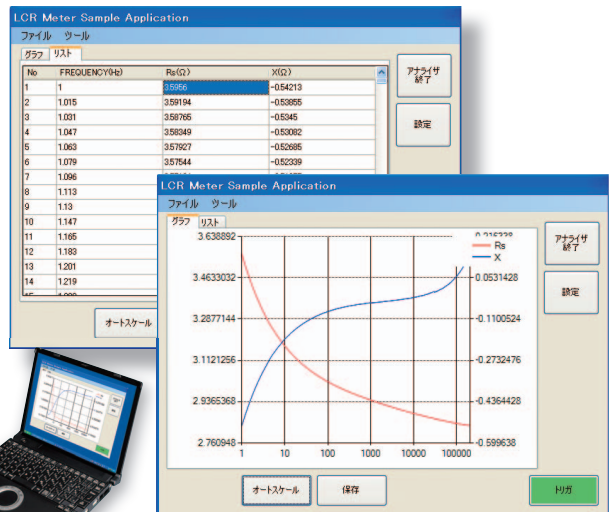 LCR Meter Sample Application
ファイル ツール
グラフ リスト
No FREQUENCY(Hz) Rs(Ω) X(Ω)
1 1 3.5956 -0.54213
2 1.015 3.59194 -0.53855
3 1.031 3.58765 -0.5345
4 1.047 3.58349 -0.53082
5 1.063 3.57927 -0.52685
6 1.079 3.57544 -0.52339
7 1.096
8 1.113
9 1.13
10 1.147
11 1.165
12 1.183
13 1.201
14 1.219
アナライザ
終了
設定
オートスケール
LCR Meter Sample Application
ファイル ツール
グラフ リスト
3.638892
3.4633032
3.2877144
3.1121256
2.9365368
2.760948
Rs
X
0.0531428
-0.1100524
-0.2732476
-0.4364428
-0.599638
1 10 100 1000 10000 100000
アナライザ
終了
設定
オートスケール 保存 トリガ